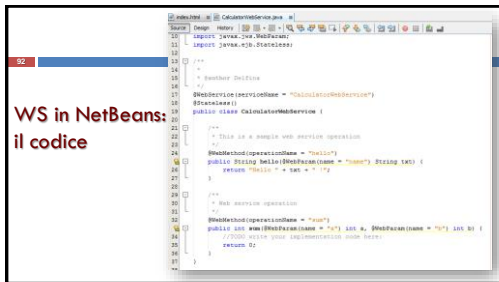 92
WS in NetBeans:
il codice
index.html
CalculatorWebService.java
Source Design History
10 import javax.jws.WebParam;
11 import javax.ejb.Stateless;
12
13 /**
14 *
15 * @author Delfina
16 */
17 @WebService(serviceName = "CalculatorWebService")
18 @Stateless()
19 public class CalculatorWebService {
20
21 /**
22 * This is a sample web service operation
23 */
24 @WebMethod(operationName = "hello")
public String hello(@WebParam(name = "name") String txt) {
26 return "Hello " + txt + " !";
27 }
28
29 /**
30 * Web service operation
31 */
32 @WebMethod(operationName = "sum")
public int sum(@WebParam(name = "a") int a, @WebParam(name = "b") int b) {
34 //TODO write your implementation code here:
35 return 0;
36 }
37 }